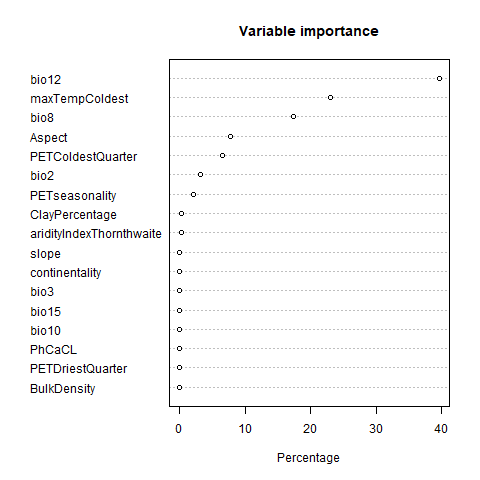 Variable importance
bio12
maxTempColdest
bio8
Aspect
PETColdestQuarter
bio2
PETseasonality
ClayPercentage
aridityIndexThornthwaite
slope
continentality
bio3
bio15
bio10
PhCaCL
PETDriestQuarter
BulkDensity
0 10 20 30 40
Percentage